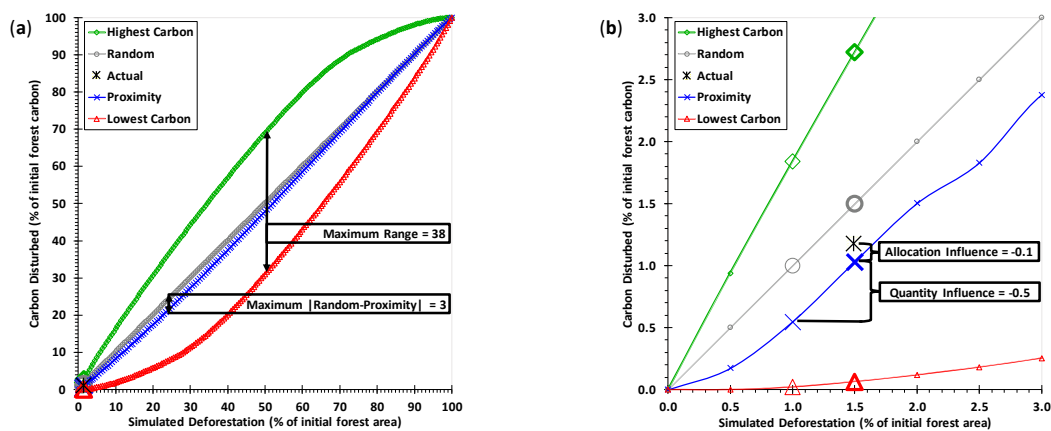 (a)
Carbon Disturbed (% of initial forest carbon)
100
90
80
70
60
50
40
30
20
10
0
Highest Carbon
Random
Actual
Proximity
Lowest Carbon
Maximum Range = 38
Maximum |Random-Proximity| = 3
0 10 20 30 40 50 60 70 80 90 100
Simulated Deforestation (% of initial forest area)
(b)
Carbon Disturbed (% of initial forest carbon)
3.0
2.5
2.0
1.5
1.0
0.5
0.0
Highest Carbon
Random
Actual
Proximity
Lowest Carbon
Allocation Influence = -0.1
Quantity Influence = -0.5
0.0 0.5 1.0 1.5 2.0 2.5 3.0
Simulated Deforestation (% of initial forest area)